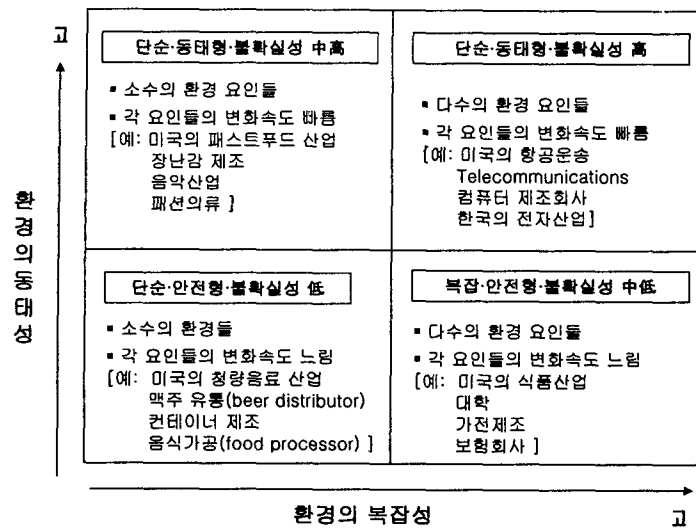 고
단순·동태형·불확실성 中高
▪ 소수의 환경 요인들
▪ 각 요인들의 변화속도 빠름
[예: 미국의 패스트푸드 산업
장난감 제조
음악산업
패션의류 ]
단순·동태형·불확실성 高
▪ 다수의 환경 요인들
▪ 각 요인들의 변화속도 빠름
[예: 미국의 항공운송
Telecommunications
컴퓨터 제조회사
한국의 전자산업]
환경의동태성
단순·안전형·불확실성 低
▪ 소수의 환경들
▪ 각 요인들의 변화속도 느림
[예: 미국의 청량음료 산업
맥주 유통(beer distributor)
컨테이너 제조
음식가공(food processor) ]
복잡·안전형·불확실성 中低
▪ 다수의 환경 요인들
▪ 각 요인들의 변화속도 느림
[예: 미국의 식품산업
대학
가전제조
보험회사 ]
환경의 복잡성
고